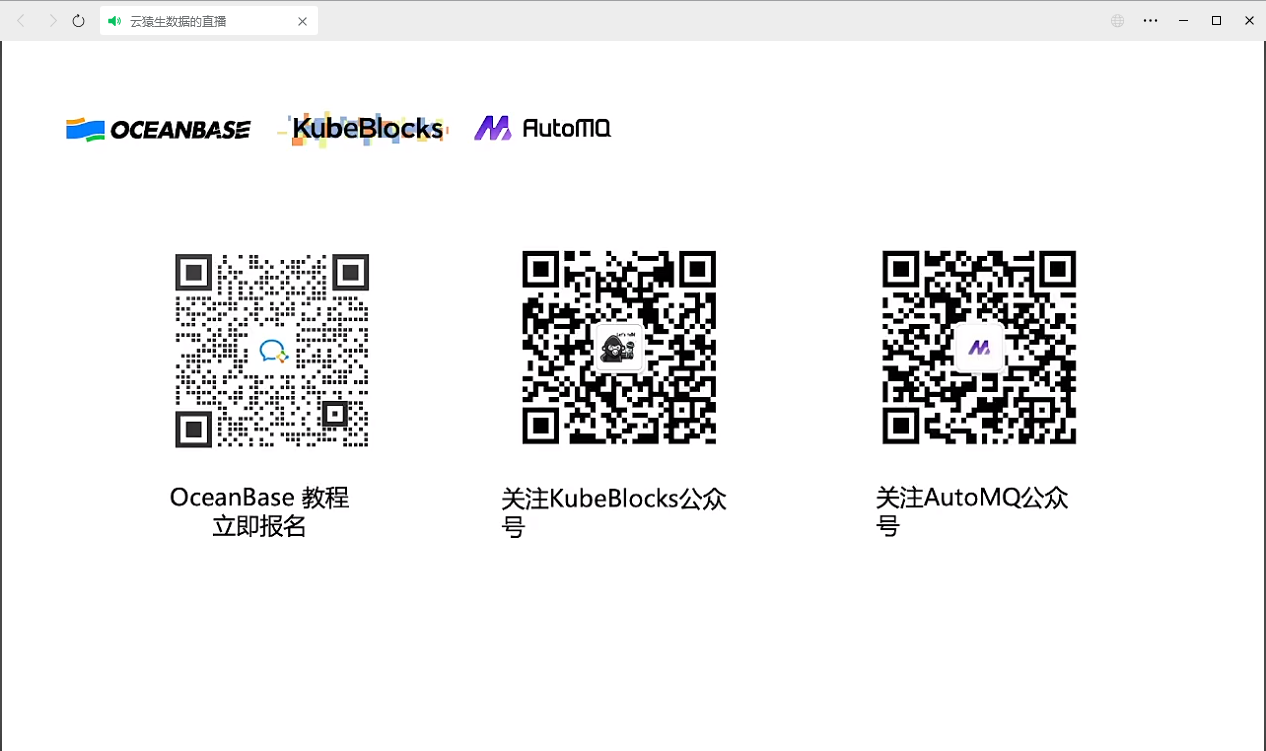 云猿生数据的直播
OCEANBASE KubeBlocks AutoMQ
OceanBase 教程
立即报名
关注KubeBlocks公众
号
关注AutoMQ公众
号